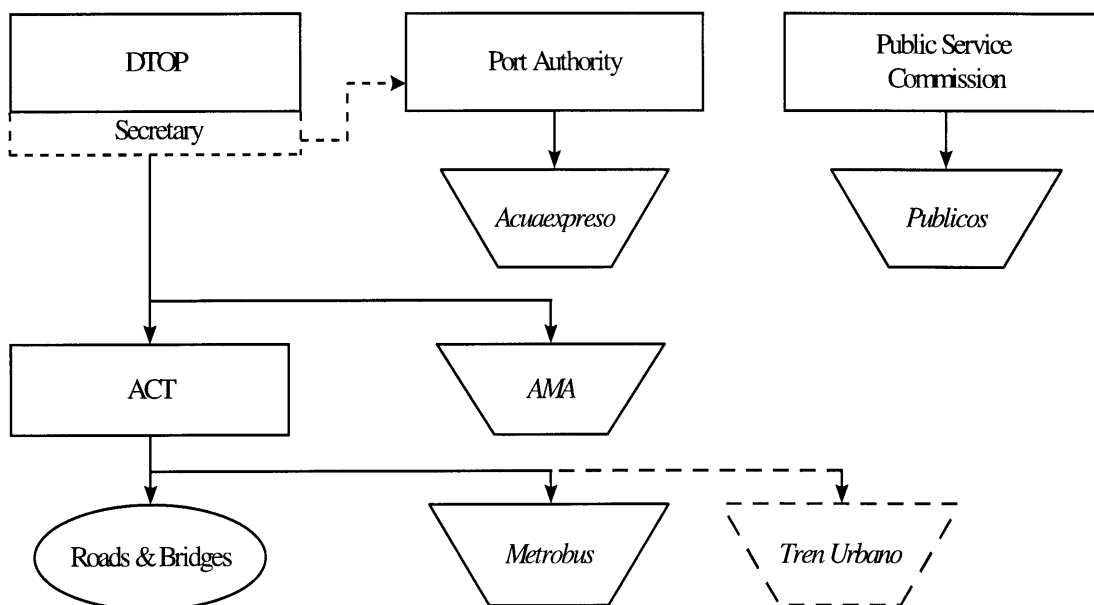 DTOP
Secretary
Port Authority
Public Service
Commission
Acuaexpreso
Publicos
ACT
AMA
Roads & Bridges
Metrobus
Tren Urbano